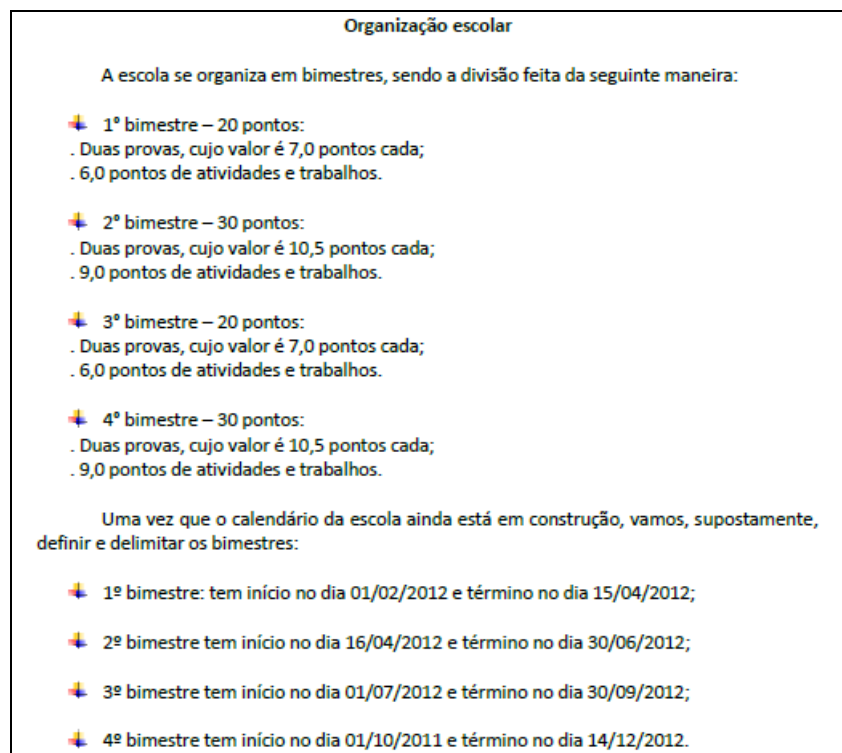 Organização escolar
A escola se organiza em bimestres, sendo a divisão feita da seguinte maneira:
1° bimestre – 20 pontos:
. Duas provas, cujo valor é 7,0 pontos cada;
. 6,0 pontos de atividades e trabalhos.
2° bimestre – 30 pontos:
. Duas provas, cujo valor é 10,5 pontos cada;
. 9,0 pontos de atividades e trabalhos.
3° bimestre – 20 pontos:
. Duas provas, cujo valor é 7,0 pontos cada;
. 6,0 pontos de atividades e trabalhos.
4° bimestre – 30 pontos:
. Duas provas, cujo valor é 10,5 pontos cada;
. 9,0 pontos de atividades e trabalhos.
Uma vez que o calendário da escola ainda está em construção, vamos, supostamente,
definir e delimitar os bimestres:
1º bimestre: tem início no dia 01/02/2012 e término no dia 15/04/2012;
2º bimestre tem início no dia 16/04/2012 e término no dia 30/06/2012;
3º bimestre tem início no dia 01/07/2012 e término no dia 30/09/2012;
4º bimestre tem início no dia 01/10/2011 e término no dia 14/12/2012.